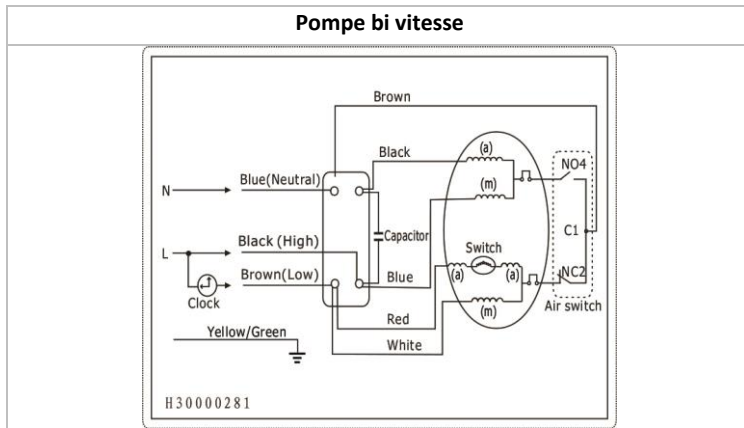 Pompe bi vitesse
Brown
Black
(a)
NO4
Blue(Neutral)
N
(m)
C1
Black (High)
Capacitor
Switch
L
Brown(Low)
Blue
(a)
(a)
NC2
Clock
(m)
Air switch
Red
Yellow/Green
White
H30000281